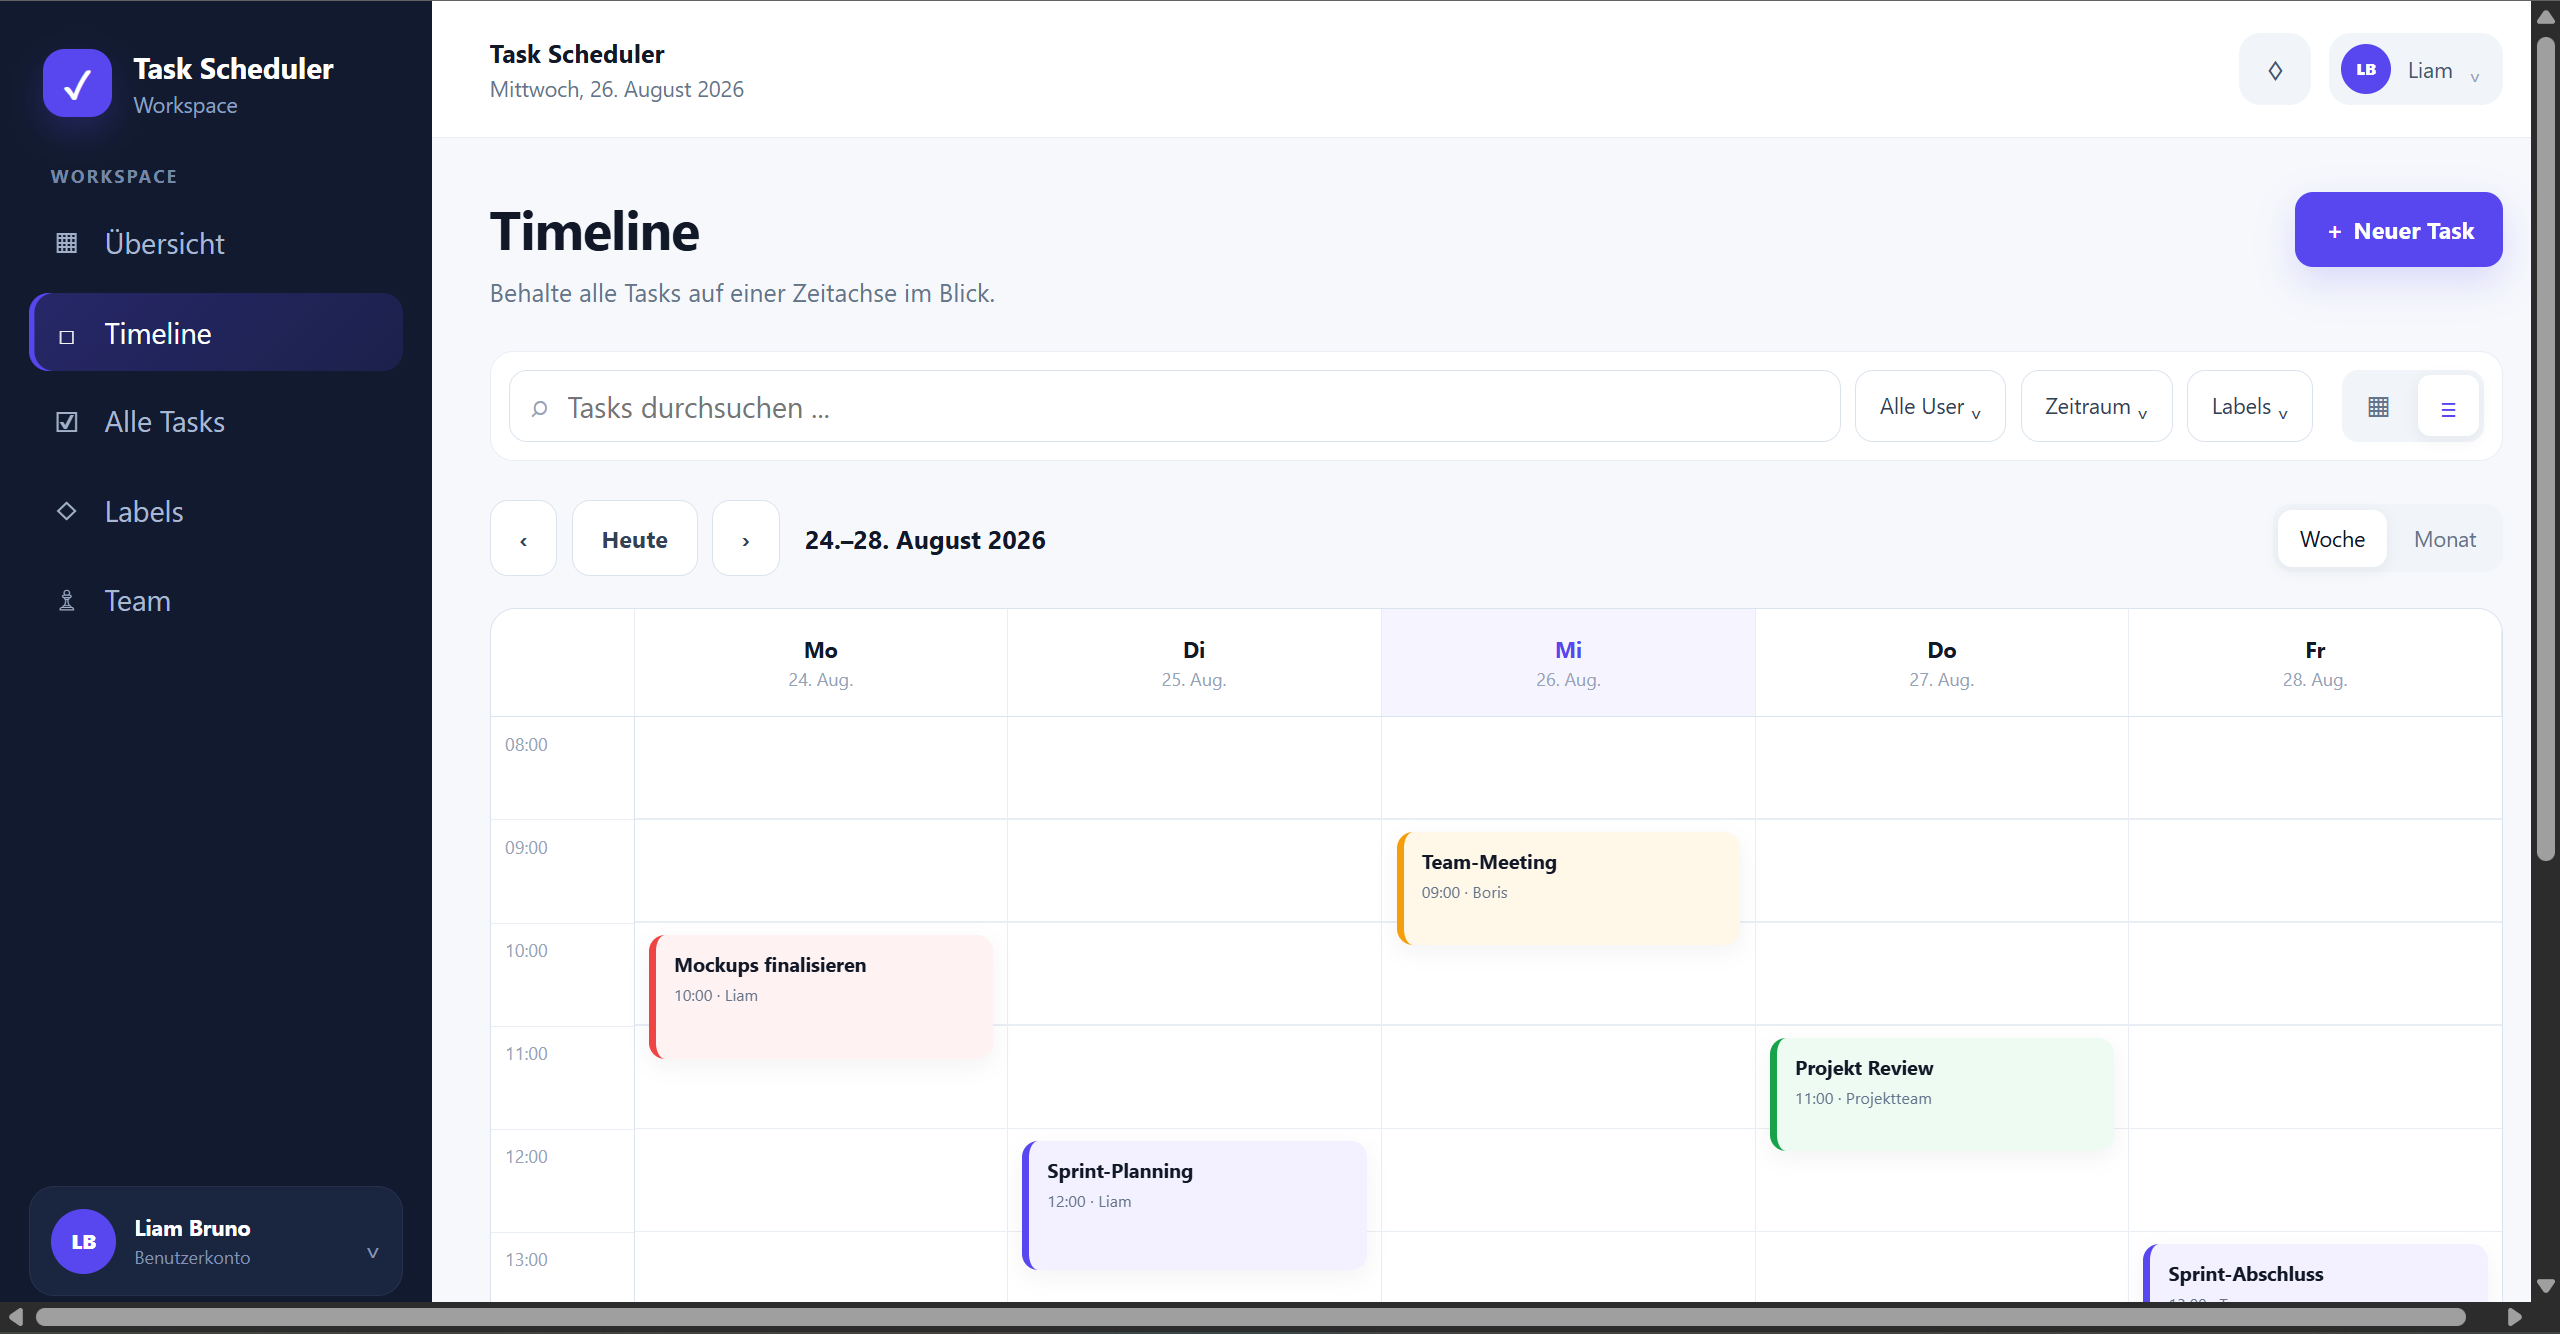 Task Scheduler
Workspace
WORKSPACE
Übersicht
Timeline
Alle Tasks
Labels
Team
LB
Liam Bruno
Benutzerkonto
Task Scheduler
Mittwoch, 26. August 2026
LB Liam
Timeline
Behalte alle Tasks auf einer Zeitachse im Blick.
+ Neuer Task
Tasks durchsuchen ...
Alle User
Zeitraum
Labels
‹ Heute › 24.–28. August 2026
Woche Monat
Mo Di Mi Do Fr
24. Aug. 25. Aug. 26. Aug. 27. Aug. 28. Aug.
08:00
09:00
Team-Meeting
09:00 · Boris
10:00
Mockups finalisieren
10:00 · Liam
11:00
Projekt Review
11:00 · Projektteam
12:00
Sprint-Planning
12:00 · Liam
13:00
Sprint-Abschluss